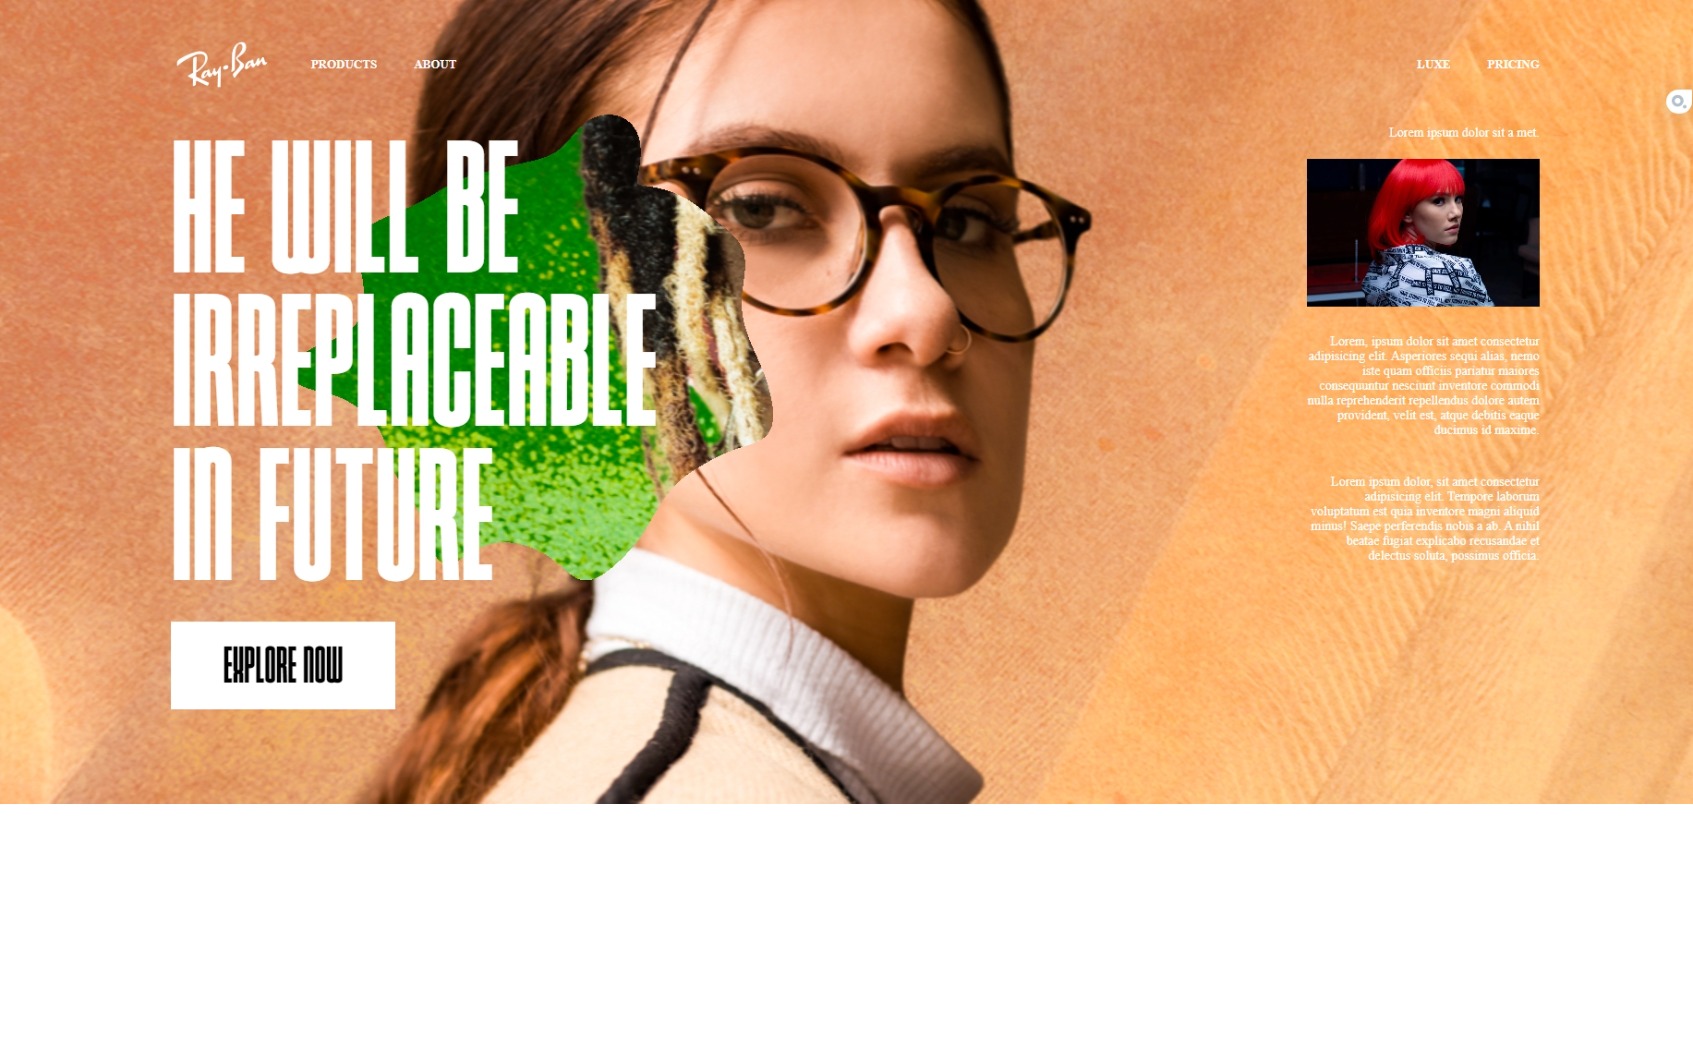 Ray-Ban
PRODUCTS
ABOUT
LUXE
PRICING
HE WILL BE
IRREPLACEABLE
IN FUTURE
EXPLORE NOW
Lorem ipsum dolor sit a met.
Lorem, ipsum dolor sit amet consectetur
adipisicing elit. Asperiores sequi alias, nemo
iste quam officiis pariatur maiores
consequuntur nesciunt inventore commodi
nulla reprehenderit repellendus dolore autem
provident, velit est, atque debitis eaque
ducimus id maxime.
Lorem ipsum dolor, sit amet consectetur
adipisicing elit. Tempore laborum
voluptatum est quia inventore magni aliquid
minus! Saepe perferendis nobis a ab. A nihil
beatae fugiat explicabo recusandae et
delectus soluta, possimus officia.